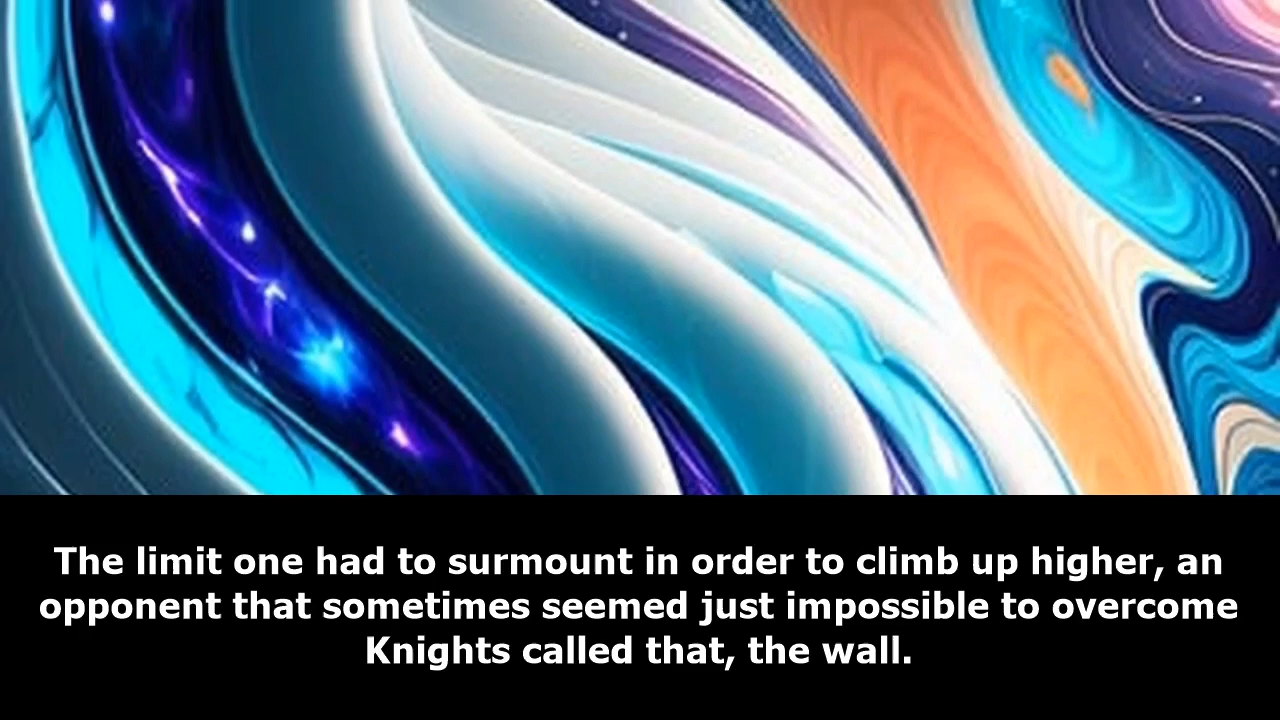 The limit one had to surmount in order to climb up higher, an
opponent that sometimes seemed just impossible to overcome
Knights called that, the wall.